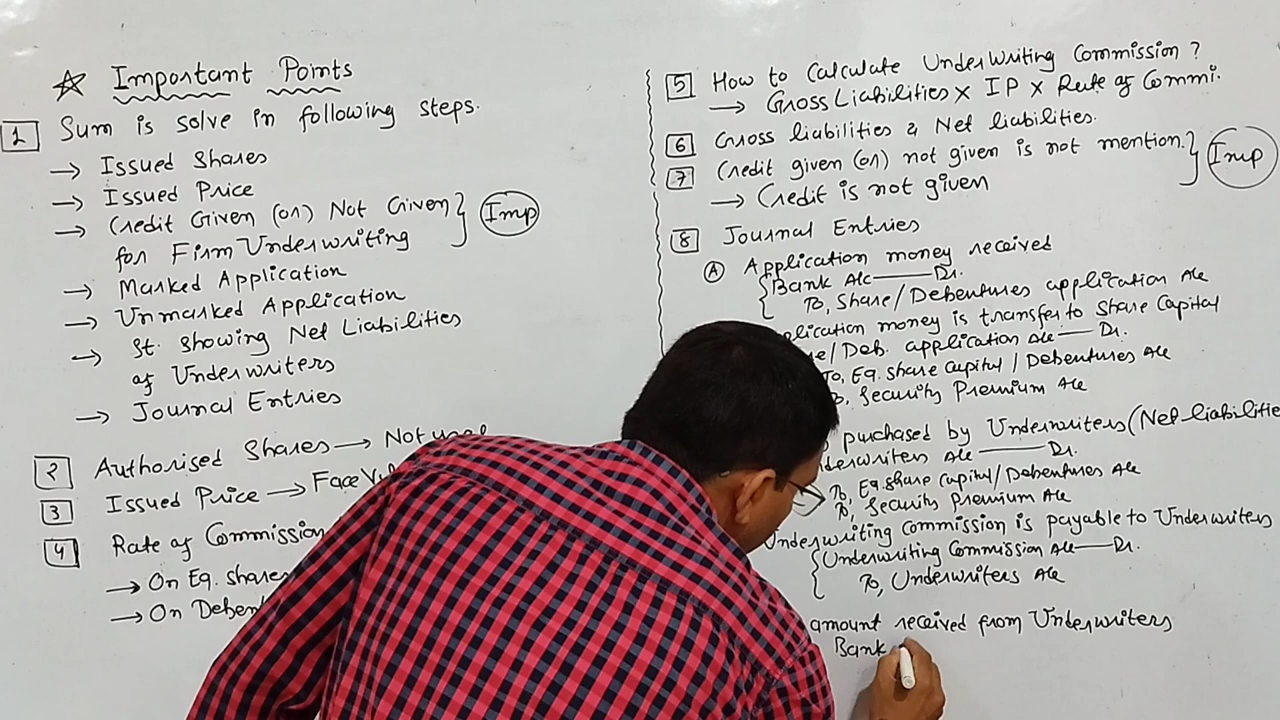 ☆ Important Points
1 Sum is solve in following steps.
→ Issued Shares
→ Issued Price
→ Credit Given (or) Not Given
for Firm Underwriting } Imp
→ Marked Application
→ Unmarked Application
→ St. showing Net Liabilities
of Underwriters
→ Journal Entries
2 Authorised Shares → Not used
3 Issued Price → Face
4 Rate of Commission
→ On Eq. shares
→ On
5 How to Calculate UnderWriting Commission ?
→ Gross Liabilities × IP × Rate of Commi.
6 Gross liabilities & Net liabilities.
7 Credit given (or) not given is not mention. } Imp
→ Credit is not given
8 Journal Entries
A Application money received
Bank A/c —— Dr.
To, Share/Debentures application A/c
money is transfer to Share Capital
/Deb. application A/c —— Dr.
To, Eq. share capital / Debentures A/c
Security Premium A/c
purchased by Underwriters (Net liabilitie
A/c —— Dr.
To, Eq. share capital/Debentures A/c
To, Security Premium A/c
Underwriting Commission is payable to Underwriters
Underwriting Commission A/c —— Dr.
To, Underwriters A/c
amount received from Underwriters
Bank